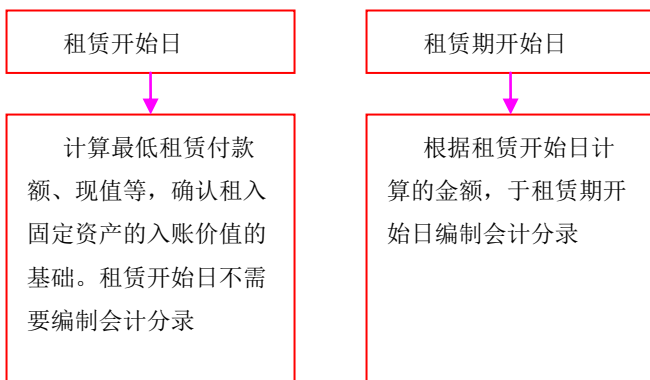 租赁开始日
计算最低租赁付款
额、现值等，确认租入
固定资产的入账价值的
基础。租赁开始日不需
要编制会计分录
租赁期开始日
根据租赁开始日计
算的金额，于租赁期开
始日编制会计分录